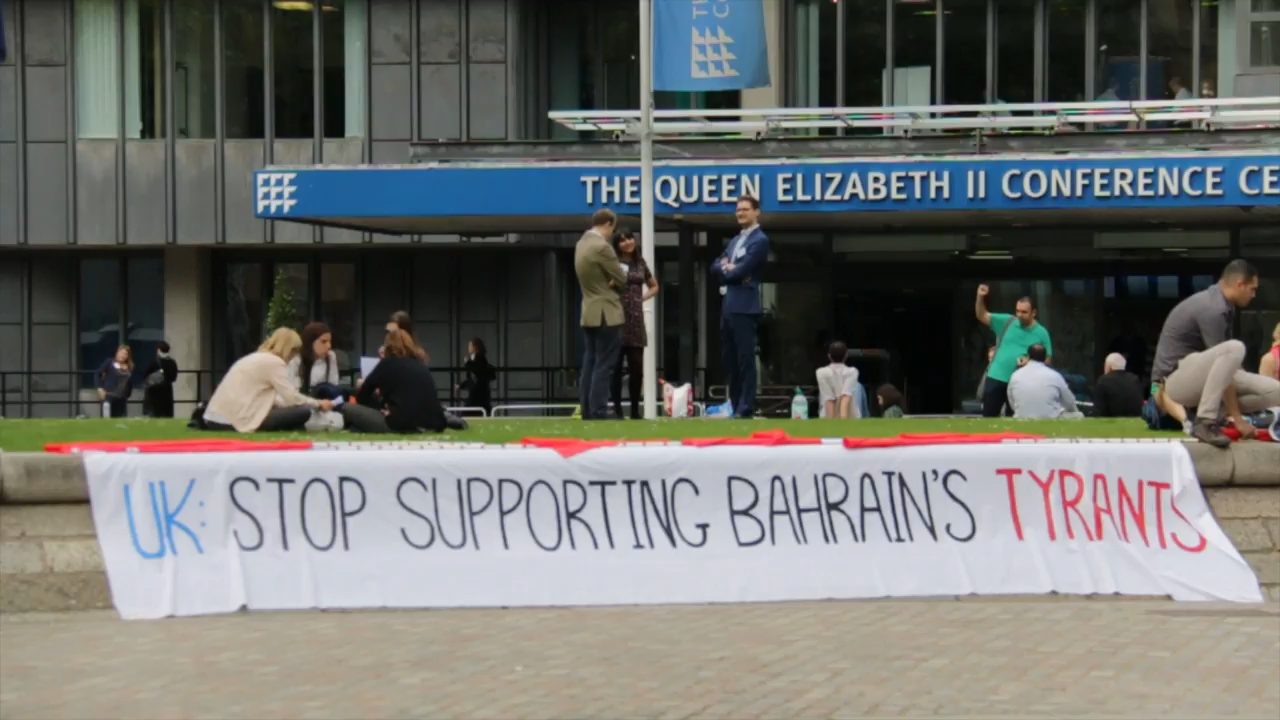 THE QUEEN ELIZABETH II CONFERENCE CE
UK: STOP SUPPORTING BAHRAIN'S TYRANTS